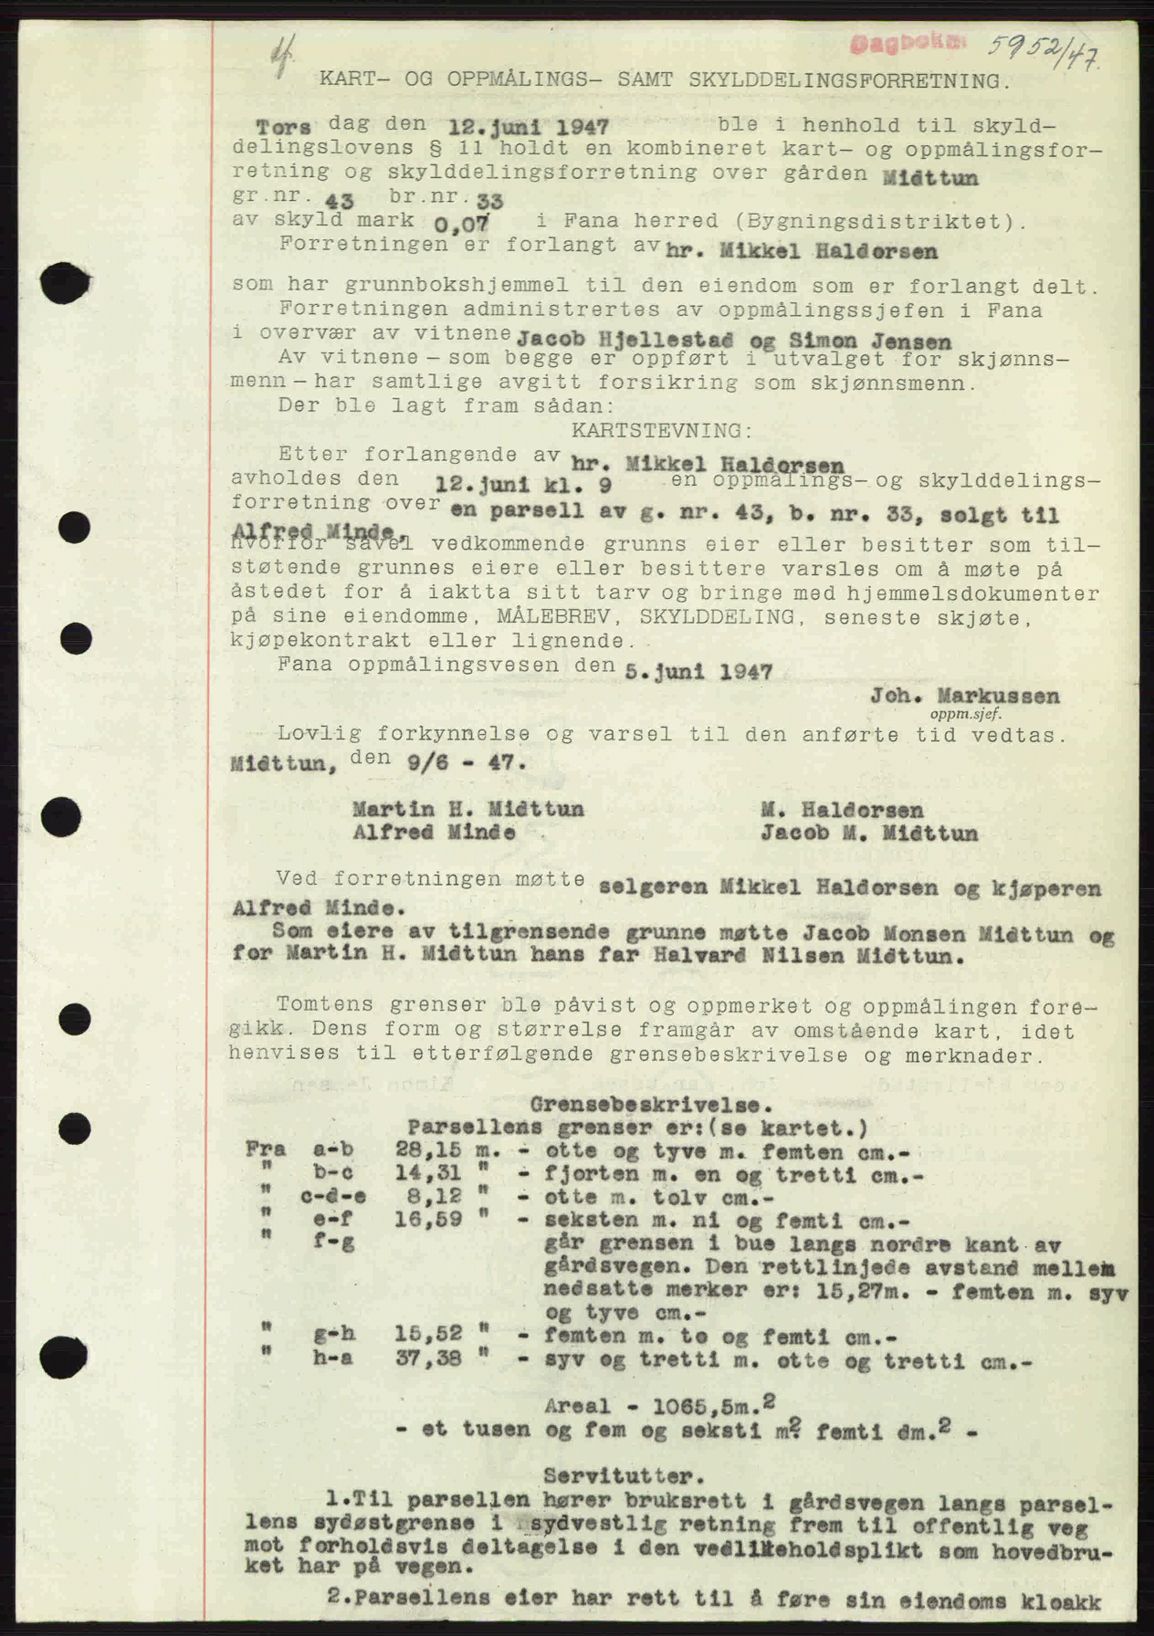 Dagboknr 5952/47.
KART- OG OPPMÅLINGS- SAMT SKYLDDELINGSFORRETNING.
Tors dag den 12.juni 1947 ble i henhold til skyld-
delingslovens § 11 holdt en kombineret kart- og oppmålingsfor-
retning og skylddelingsforretning over gården Midttun
gr.nr. 43 br.nr. 33
av skyld mark 0,07 i Fana herred (Bygningsdistriktet).
Forretningen er forlangt av hr. Mikkel Haldorsen
som har grunnbokshjemmel til den eiendom som er forlangt delt.
Forretningen administrertes av oppmålingssjefen i Fana
i overvær av vitnene Jacob Hjellestad og Simon Jensen
Av vitnene – som begge er oppført i utvalget for skjønns-
menn – har samtlige avgitt forsikring som skjønnsmenn.
Der ble lagt fram sådan:
KARTSTEVNING:
Etter forlangende av hr. Mikkel Haldorsen
avholdes den 12.juni kl. 9 en oppmålings- og skylddelings-
forretning over en parsell av g. nr. 43, b. nr. 33, solgt til
Alfred Minde,
hvorfor såvel vedkommende grunns eier eller besitter som til-
støtende grunnes eiere eller besittere varsles om å møte på
åstedet for å iaktta sitt tarv og bringe med hjemmelsdokumenter
på sine eiendomme, MÅLEBREV, SKYLDDELING, seneste skjøte,
kjøpekontrakt eller lignende.
Fana oppmålingsvesen den 5.juni 1947
Joh. Markussen
oppm.sjef.
Lovlig forkynnelse og varsel til den anførte tid vedtas.
Midttun, den 9/6 - 47.
Martin H. Midttun M. Haldorsen
Alfred Minde Jacob M. Midttun
Ved forretningen møtte selgeren Mikkel Haldorsen og kjøperen
Alfred Minde.
Som eiere av tilgrensende grunne møtte Jacob Monsen Midttun og
for Martin H. Midttun hans far Halvard Nilsen Midttun.
Tomtens grenser ble påvist og oppmerket og oppmålingen fore-
gikk. Dens form og størrelse framgår av omstående kart, idet
henvises til etterfølgende grensebeskrivelse og merknader.
Grensebeskrivelse.
Parsellens grenser er:(se kartet.)
Fra a-b 28,15 m. - otte og tyve m. femten cm.-
" b-c 14,31 " - fjorten m. en og tretti cm.-
" c-d-e 8,12 " - otte m. tolv cm.-
" e-f 16,59 " - seksten m. ni og femti cm.-
" f-g går grensen i bue langs nordre kant av
gårdsvegen. Den rettlinjede avstand mellem
nedsatte merker er: 15,27m. - femten m. syv
og tyve cm.-
" g-h 15,52 " - femten m. to og femti cm.-
" h-a 37,38 " - syv og tretti m. otte og tretti cm.-
Areal - 1065,5m.2
- et tusen og fem og seksti m2. femti dm.2 -
Servitutter.
1.Til parsellen hører bruksrett i gårdsvegen langs parsel-
lens sydøstgrense i sydvestlig retning frem til offentlig veg
mot forholdsvis deltagelse i den vedlikeholdsplikt som hovedbru-
ket har på vegen.
2.Parsellens eier har rett til å føre sin eiendoms kloakk